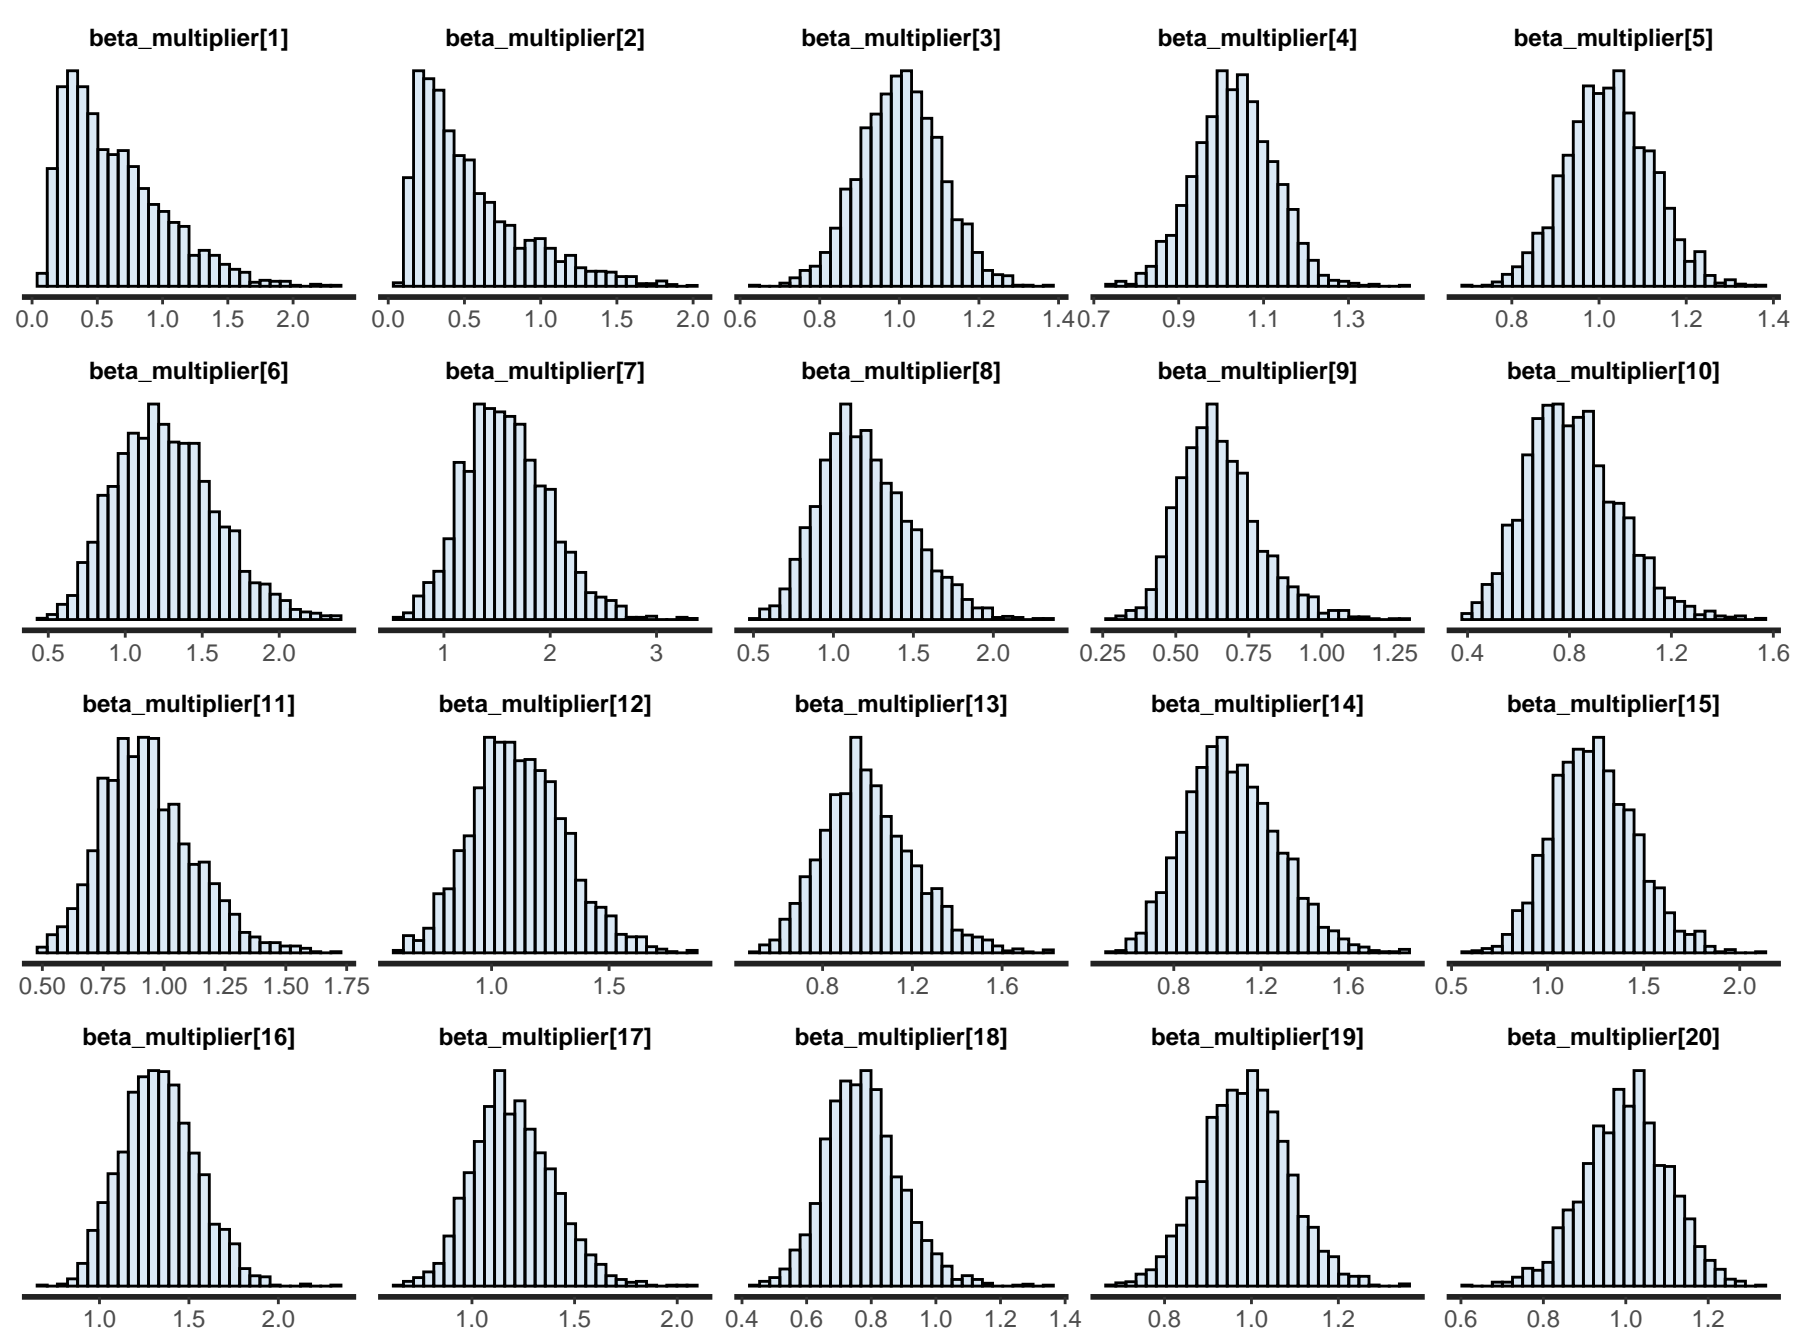 beta_multiplier[1] beta_multiplier[2] beta_multiplier[3] beta_multiplier[4] beta_multiplier[5]
0.0 0.5 1.0 1.5 2.0 0.0 0.5 1.0 1.5 2.0 0.6 0.8 1.0 1.2 1.4 0.7 0.9 1.1 1.3 0.8 1.0 1.2 1.4
beta_multiplier[6] beta_multiplier[7] beta_multiplier[8] beta_multiplier[9] beta_multiplier[10]
0.5 1.0 1.5 2.0 1 2 3 0.5 1.0 1.5 2.0 0.25 0.50 0.75 1.00 1.25 0.4 0.8 1.2 1.6
beta_multiplier[11] beta_multiplier[12] beta_multiplier[13] beta_multiplier[14] beta_multiplier[15]
0.50 0.75 1.00 1.25 1.50 1.75 1.0 1.5 0.8 1.2 1.6 0.8 1.2 1.6 0.5 1.0 1.5 2.0
beta_multiplier[16] beta_multiplier[17] beta_multiplier[18] beta_multiplier[19] beta_multiplier[20]
1.0 1.5 2.0 1.0 1.5 2.0 0.4 0.6 0.8 1.0 1.2 1.4 0.8 1.0 1.2 0.6 0.8 1.0 1.2